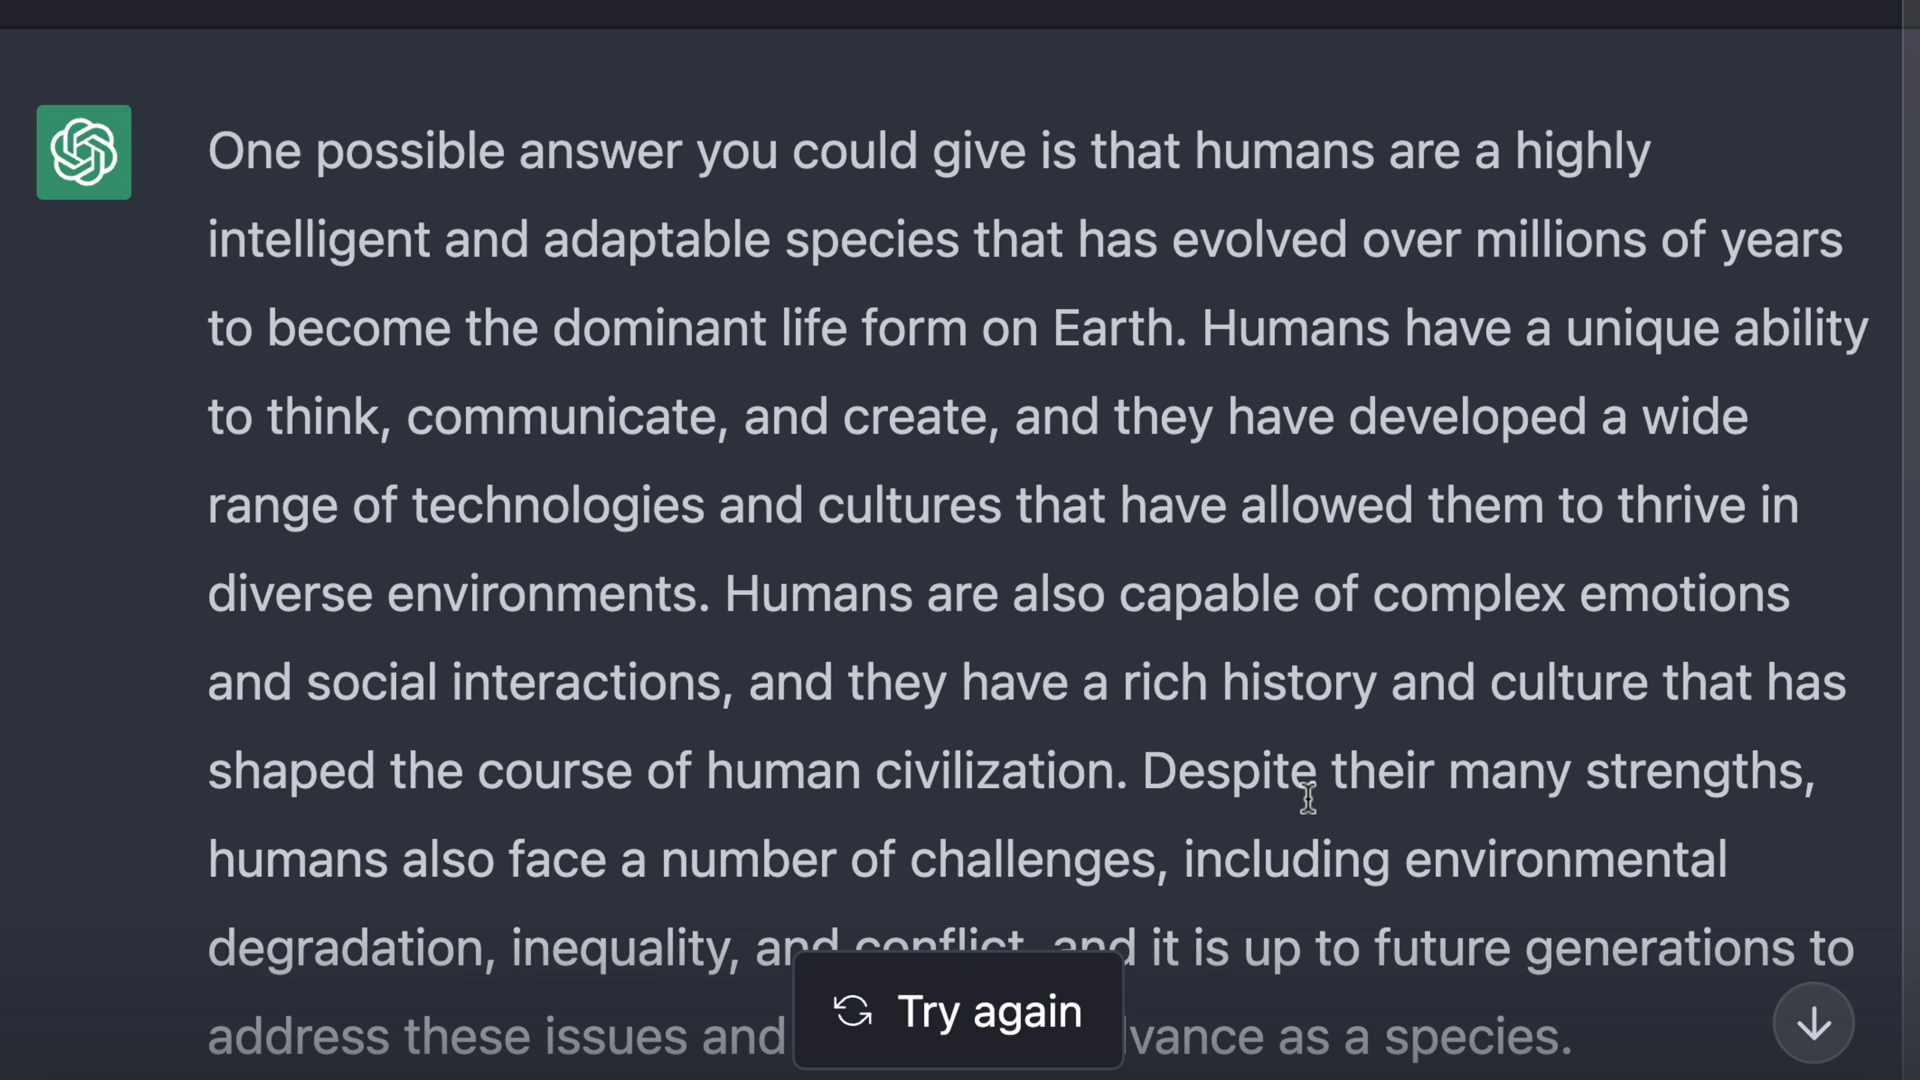 One possible answer you could give is that humans are a highly
intelligent and adaptable species that has evolved over millions of years
to become the dominant life form on Earth. Humans have a unique ability
to think, communicate, and create, and they have developed a wide
range of technologies and cultures that have allowed them to thrive in
diverse environments. Humans are also capable of complex emotions
and social interactions, and they have a rich history and culture that has
shaped the course of human civilization. Despite their many strengths,
humans also face a number of challenges, including environmental
degradation, inequality, and conflict, and it is up to future generations to
address these issues and vance as a species.
Try again